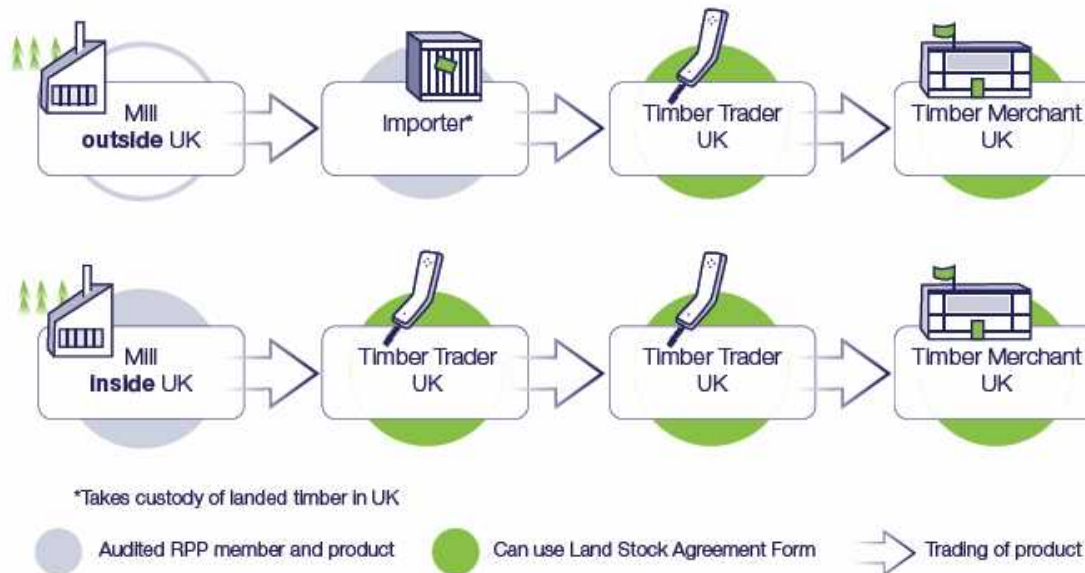 Mill
outside UK
Importer*
Timber Trader
UK
Timber Merchant
UK
Mill
inside UK
Timber Trader
UK
Timber Trader
UK
Timber Merchant
UK
*Takes custody of landed timber in UK
Audited RPP member and product
Can use Land Stock Agreement Form
Trading of product